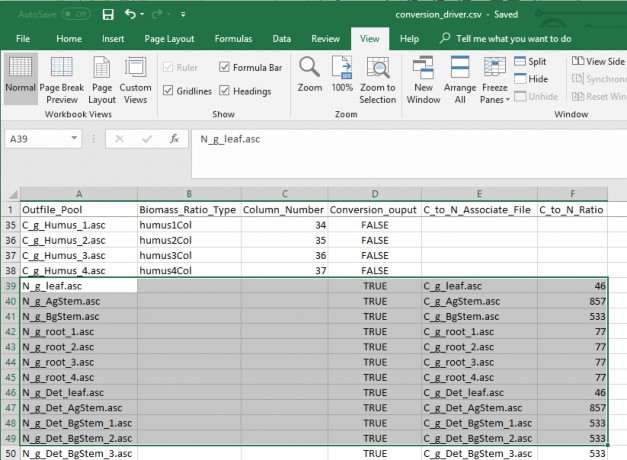 AutoSave Off conversion_driver.csv - Saved
File Home Insert Page Layout Formulas Data Review View Help Tell me what you want to do
Normal Page Break Preview Page Layout Custom Views
Workbook Views
Ruler Formula Bar
Gridlines Headings
Show
Zoom 100% Zoom to Selection
Zoom
New Window Arrange All Freeze Panes
Split
Hide
Unhide
View Side
Synchron
Reset Win
Window
A39 fx N_g_leaf.asc
A B C D E F
1 Outfile_Pool Biomass_Ratio_Type Column_Number Conversion_ouput C_to_N_Associate_File C_to_N_Ratio
35 C_g_Humus_1.asc humus1Col 34 FALSE
36 C_g_Humus_2.asc humus2Col 35 FALSE
37 C_g_Humus_3.asc humus3Col 36 FALSE
38 C_g_Humus_4.asc humus4Col 37 FALSE
39 N_g_leaf.asc TRUE C_g_leaf.asc 46
40 N_g_AgStem.asc TRUE C_g_AgStem.asc 857
41 N_g_BgStem.asc TRUE C_g_BgStem.asc 533
42 N_g_root_1.asc TRUE C_g_root_1.asc 77
43 N_g_root_2.asc TRUE C_g_root_2.asc 77
44 N_g_root_3.asc TRUE C_g_root_3.asc 77
45 N_g_root_4.asc TRUE C_g_root_4.asc 77
46 N_g_Det_leaf.asc TRUE C_g_Det_leaf.asc 46
47 N_g_Det_AgStem.asc TRUE C_g_Det_AgStem.asc 857
48 N_g_Det_BgStem_1.asc TRUE C_g_Det_BgStem_1.asc 533
49 N_g_Det_BgStem_2.asc TRUE C_g_Det_BgStem_2.asc 533
50 N_g_Det_BgStem_3.asc TRUE C_g_Det_BgStem_3.asc 533